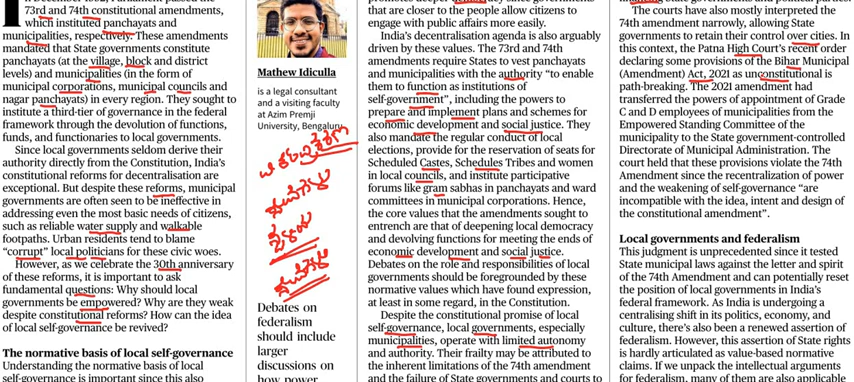 73rd and 74th constitutional amendments,
which instituted panchayats and
municipalities, respectively. These amendments
mandated that State governments constitute
panchayats (at the village, block and district
levels) and municipalities (in the form of
municipal corporations, municipal councils and
nagar panchayats) in every region. They sought to
institute a third-tier of governance in the federal
framework through the devolution of functions,
funds, and functionaries to local governments.
Since local governments seldom derive their
authority directly from the Constitution, India's
constitutional reforms for decentralisation are
exceptional. But despite these reforms, municipal
governments are often seen to be ineffective in
addressing even the most basic needs of citizens,
such as reliable water supply and walkable
footpaths. Urban residents tend to blame
“corrupt” local politicians for these civic woes.
However, as we celebrate the 30th anniversary
of these reforms, it is important to ask
fundamental questions: Why should local
governments be empowered? Why are they weak
despite constitutional reforms? How can the idea
of local self-governance be revived?
The normative basis of local self-governance
Understanding the normative basis of local
self-governance is important since this also
Mathew Idiculla
is a legal consultant
and a visiting faculty
at Azim Premji
University, Bengaluru
Debates on
federalism
should include
larger
discussions on
how power
that are closer to the people allow citizens to
engage with public affairs more easily.
India's decentralisation agenda is also arguably
driven by these values. The 73rd and 74th
amendments require States to vest panchayats
and municipalities with the authority “to enable
them to function as institutions of
self-government”, including the powers to
prepare and implement plans and schemes for
economic development and social justice. They
also mandate the regular conduct of local
elections, provide for the reservation of seats for
Scheduled Castes, Schedules Tribes and women
in local councils, and institute participative
forums like gram sabhas in panchayats and ward
committees in municipal corporations. Hence,
the core values that the amendments sought to
entrench are that of deepening local democracy
and devolving functions for meeting the ends of
economic development and social justice.
Debates on the role and responsibilities of local
governments should be foregrounded by these
normative values which have found expression,
at least in some regard, in the Constitution.
Despite the constitutional promise of local
self-governance, local governments, especially
municipalities, operate with limited autonomy
and authority. Their frailty may be attributed to
the inherent limitations of the 74th amendment
and the failure of State governments and courts to
The courts have also mostly interpreted the
74th amendment narrowly, allowing State
governments to retain their control over cities. In
this context, the Patna High Court's recent order
declaring some provisions of the Bihar Municipal
(Amendment) Act, 2021 as unconstitutional is
path-breaking. The 2021 amendment had
transferred the powers of appointment of Grade
C and D employees of municipalities from the
Empowered Standing Committee of the
municipality to the State government-controlled
Directorate of Municipal Administration. The
court held that these provisions violate the 74th
Amendment since the recentralization of power
and the weakening of self-governance “are
incompatible with the idea, intent and design of
the constitutional amendment”.
Local governments and federalism
This judgment is unprecedented since it tested
State municipal laws against the letter and spirit
of the 74th Amendment and can potentially reset
the position of local governments in India's
federal framework. As India is undergoing a
centralising shift in its politics, economy, and
culture, there's also been a renewed assertion of
federalism. However, this assertion of State rights
is hardly articulated as value-based normative
claims. If we unpack the intellectual arguments
for federalism, many of them are also applicable